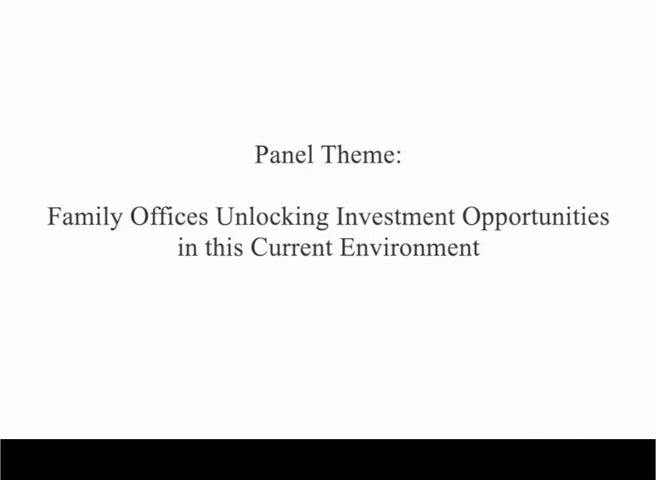 Panel Theme:
Family Offices Unlocking Investment Opportunities
in this Current Environment